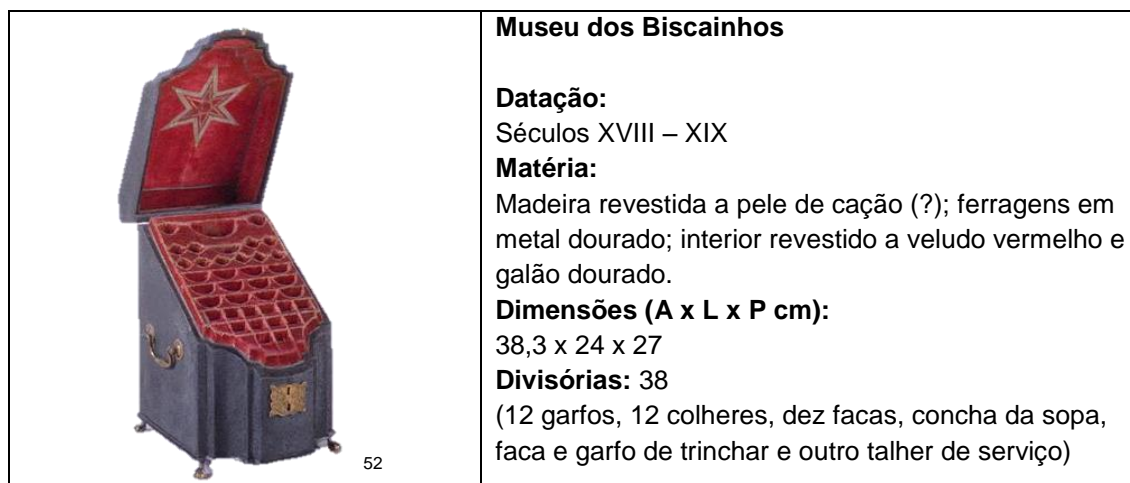 Museu dos Biscainhos
Datação:
Séculos XVIII – XIX
Matéria:
Madeira revestida a pele de cação (?); ferragens em
metal dourado; interior revestido a veludo vermelho e
galão dourado.
Dimensões (A x L x P cm):
38,3 x 24 x 27
Divisórias: 38
(12 garfos, 12 colheres, dez facas, concha da sopa,
faca e garfo de trinchar e outro talher de serviço)
52